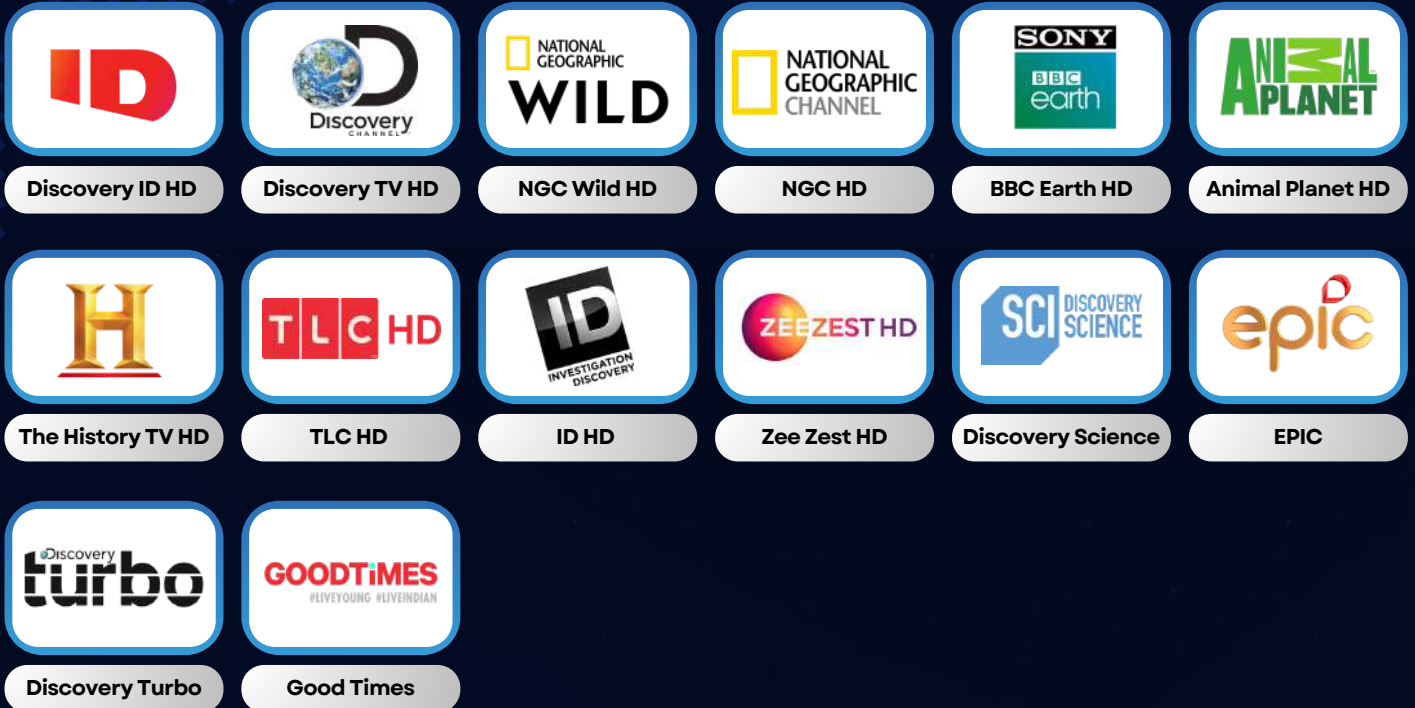 ID
Discovery
CHANNEL
NATIONAL
GEOGRAPHIC
WILD
NATIONAL
GEOGRAPHIC
CHANNEL
SONY
BBC
earth
ANIMAL
PLANET
Discovery ID HD
Discovery TV HD
NGC Wild HD
NGC HD
BBC Earth HD
Animal Planet HD
H
TLC HD
ID
INVESTIGATION
DISCOVERY
ZEE ZEST HD
SCI DISCOVERY
SCIENCE
epic
The History TV HD
TLC HD
ID HD
Zee Zest HD
Discovery Science
EPIC
Discovery
turbo
GOODTiMES
#LIVEYOUNG #LIVEINDIAN
Discovery Turbo
Good Times